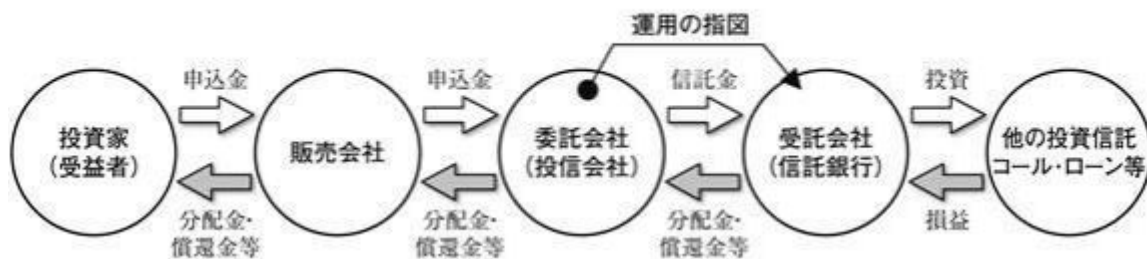 運用の指図
申込金
申込金
信託金
投資
投資家
(受益者)
販売会社
委託会社
(投信会社)
受託会社
(信託銀行)
他の投資信託
コール・ローン等
分配金・
償還金等
分配金・
償還金等
分配金・
償還金等
損益